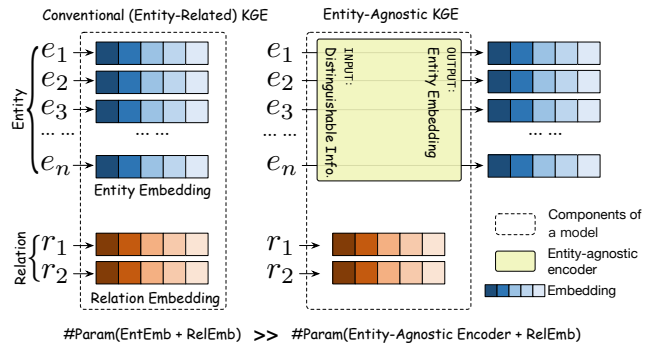 Conventional (Entity-Related) KGE
Entity-Agnostic KGE
Entity
e1
e2
e3
... ...
en
... ...
Entity Embedding
Relation
r1
r2
Relation Embedding
e1
e2
e3
... ...
en
INPUT:
Distinguishable Info.
OUTPUT:
Entity Embedding
... ...
r1
r2
Components of
a model
Entity-agnostic
encoder
Embedding
#Param(EntEmb + RelEmb) >> #Param(Entity-Agnostic Encoder + RelEmb)